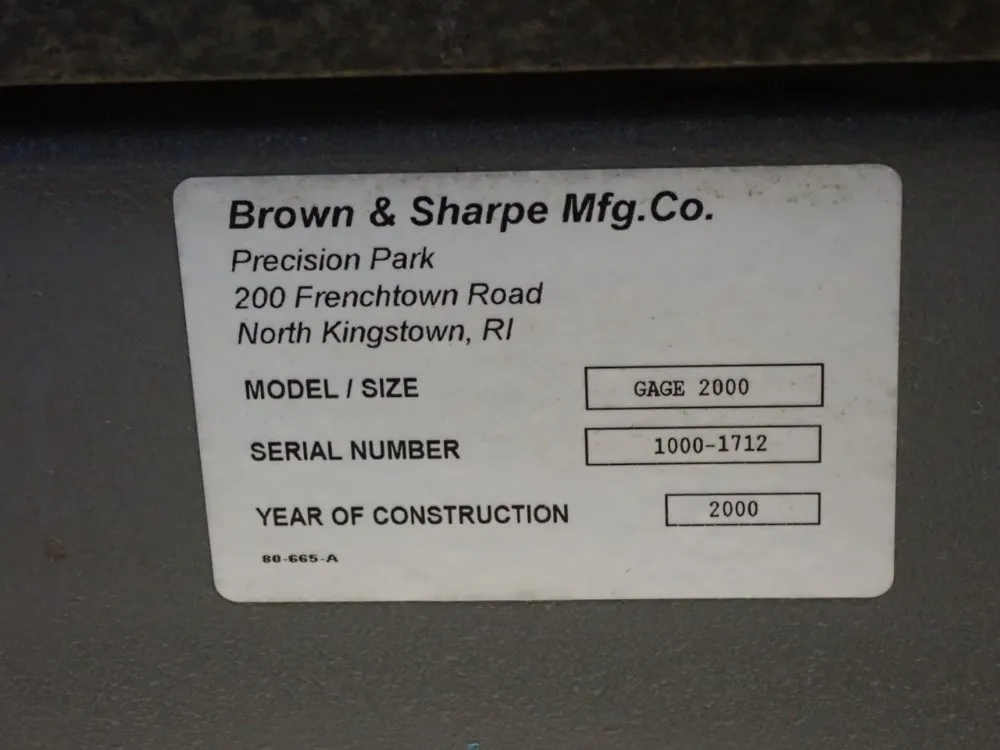 Brown & Sharpe Mfg.Co.
Precision Park
200 Frenchtown Road
North Kingstown, RI
MODEL / SIZE GAGE 2000
SERIAL NUMBER 1000-1712
YEAR OF CONSTRUCTION 2000
80-665-A